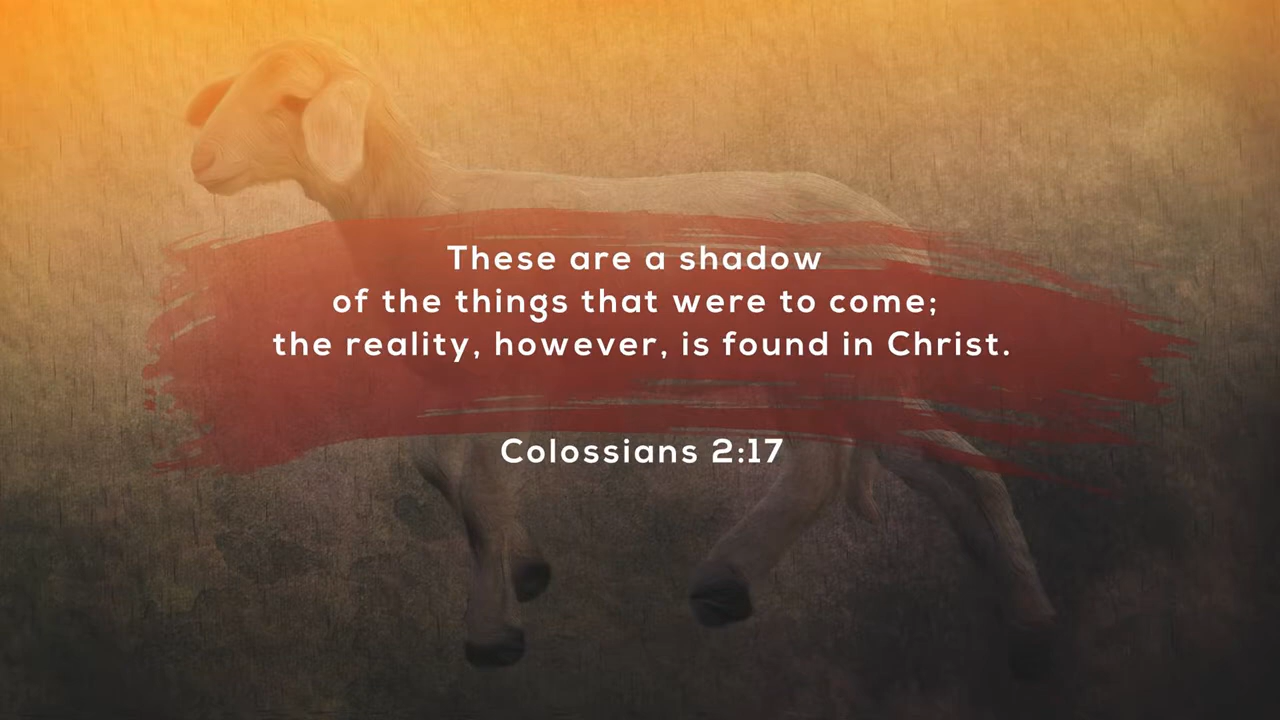 These are a shadow
of the things that were to come;
the reality, however, is found in Christ.
Colossians 2:17